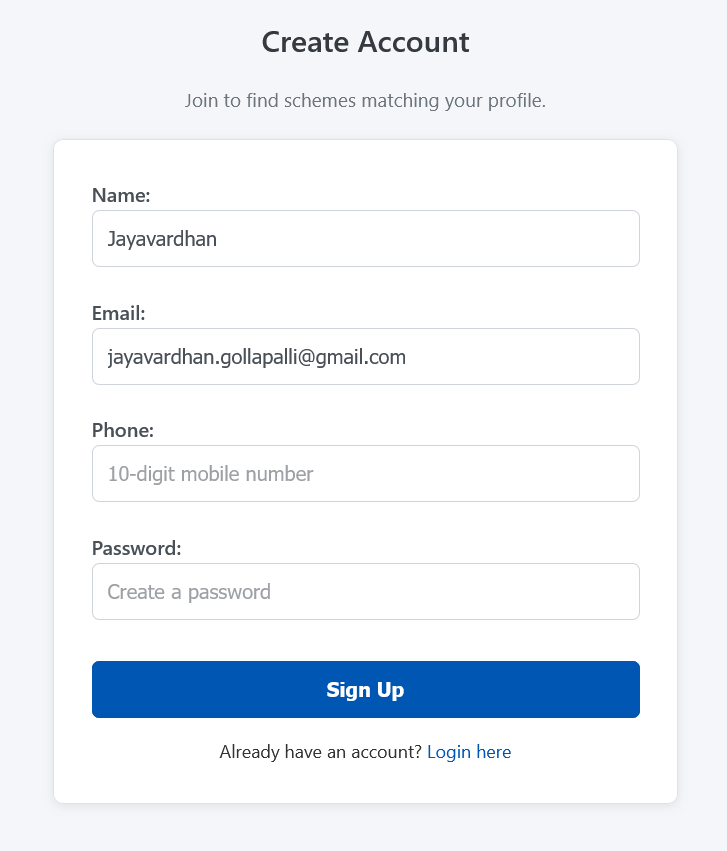 Create Account
Join to find schemes matching your profile.
Name:
Jayavardhan
Email:
jayavardhan.gollapalli@gmail.com
Phone:
10-digit mobile number
Password:
Create a password
Sign Up
Already have an account? Login here